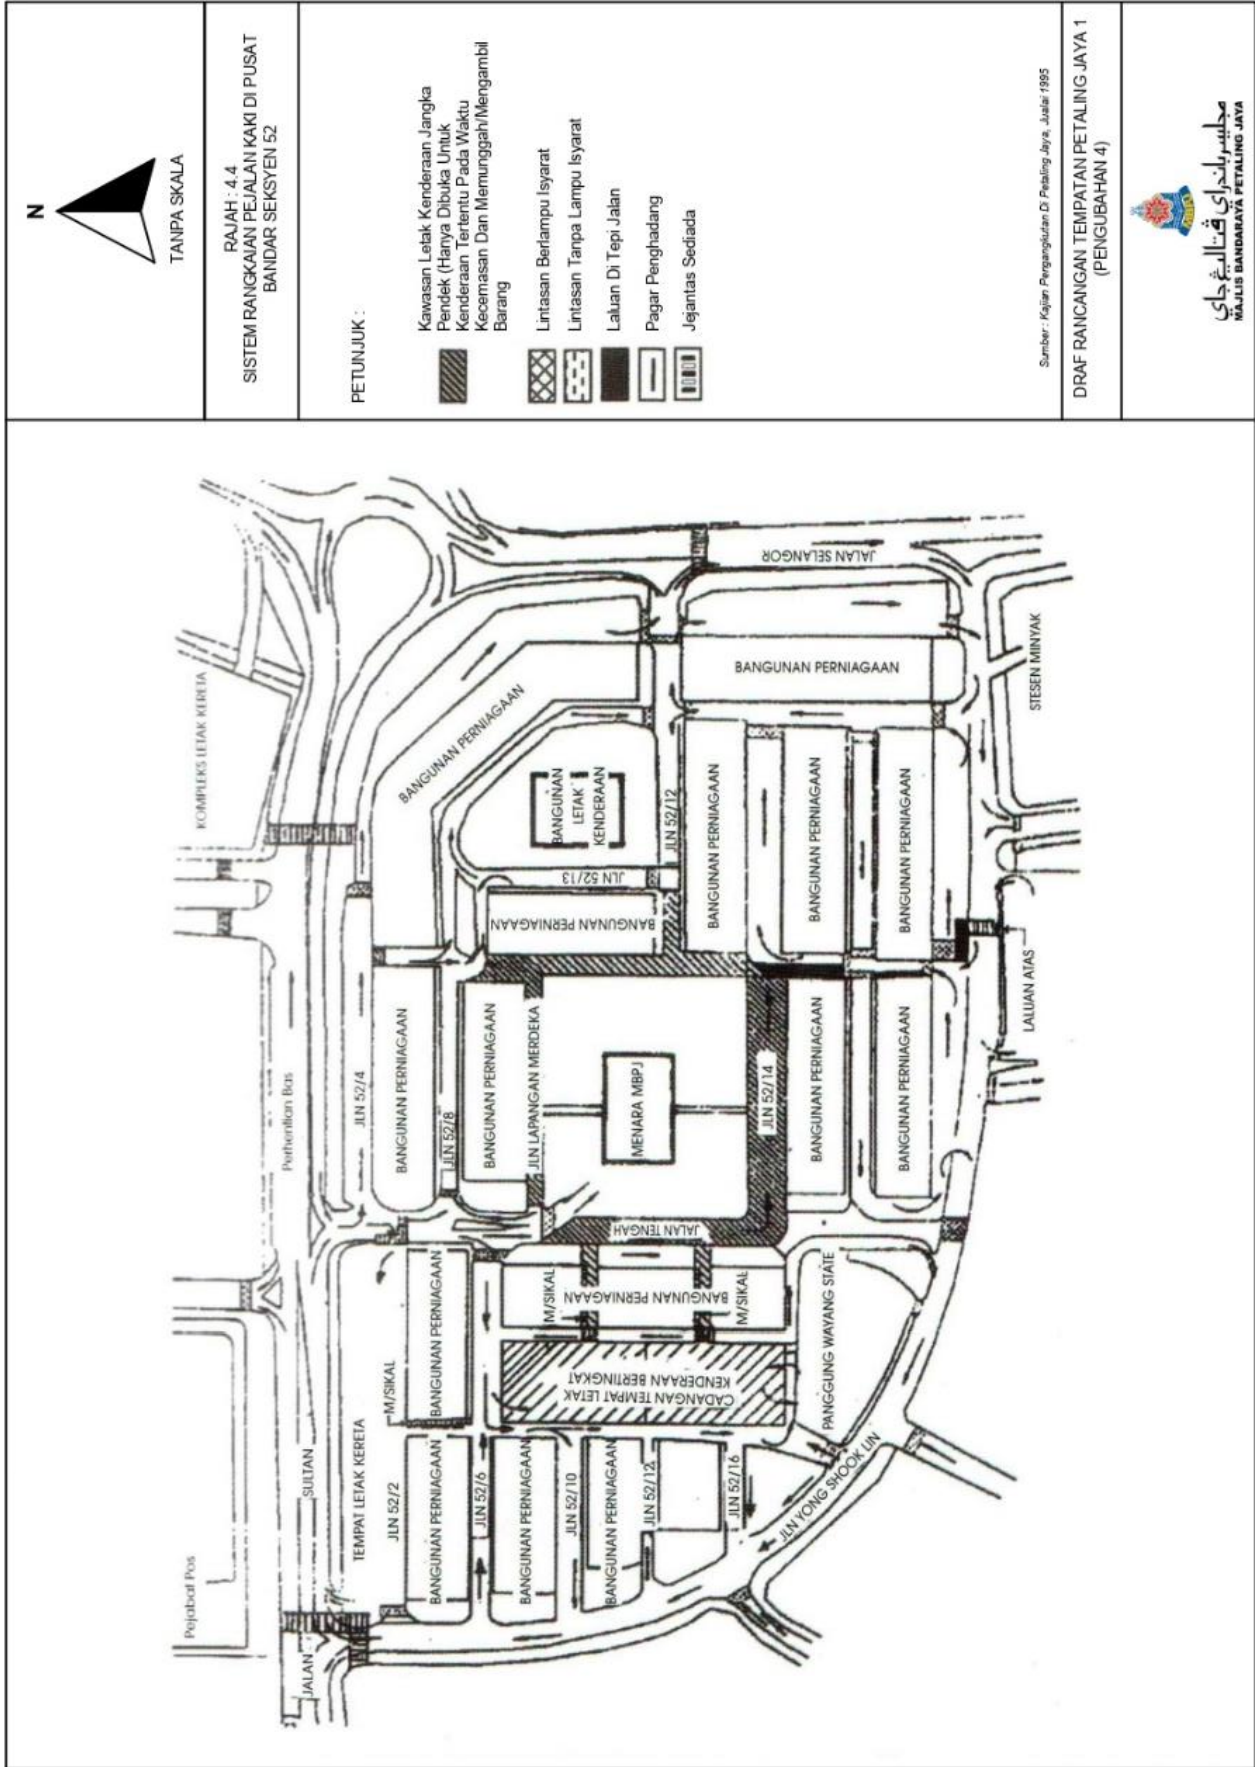 N
TANPA SKALA
RAJAH : 4.4
SISTEM RANGKAIAN PEJALAN KAKI DI PUSAT
BANDAR SEKSYEN 52
PETUNJUK :
Kawasan Letak Kenderaan Jangka
Pendek (Hanya Dibuka Untuk
Kenderaan Tertentu Pada Waktu
Kecemasan Dan Memunggah/Mengambil
Barang
Lintasan Berlampu Isyarat
Lintasan Tanpa Lampu Isyarat
Laluan Di Tepi Jalan
Pagar Penghadang
Jejantas Sediada
Sumber : Kajian Pengangkutan Di Petaling Jaya, Jualai 1995
DRAF RANCANGAN TEMPATAN PETALING JAYA 1
(PENGUBAHAN 4)
مجليس بندراي ڤتاليڠ جاي
MAJLIS BANDARAYA PETALING JAYA
Pejabat Pos
Perhentian Bas
KOMPLEKS LETAK KERETA
JALAN
SULTAN
TEMPAT LETAK KERETA
JLN 52/4
JLN 52/2
M/SIKAL
BANGUNAN PERNIAGAAN
BANGUNAN PERNIAGAAN
BANGUNAN PERNIAGAAN
BANGUNAN PERNIAGAAN
JLN 52/6
JLN 52/8
BANGUNAN PERNIAGAAN
BANGUNAN PERNIAGAAN
BANGUNAN PERNIAGAAN
JLN LAPANGAN MERDEKA
JLN 52/10
M/SIKAL
BANGUNAN PERNIAGAAN
M/SIKAL
CADANGAN TEMPAT LETAK
KENDERAAN BERTINGKAT
JALAN TENGAH
BANGUNAN
LETAK
KENDERAAN
JLN 52/13
BANGUNAN PERNIAGAAN
JLN 52/12
MENARA MBPJ
JLN 52/12
JLN 52/16
JLN 52/14
BANGUNAN PERNIAGAAN
BANGUNAN PERNIAGAAN
JALAN SELANGOR
JLN YONG SHOOK LIN
PANGGUNG WAYANG STATE
BANGUNAN PERNIAGAAN
BANGUNAN PERNIAGAAN
BANGUNAN PERNIAGAAN
BANGUNAN PERNIAGAAN
LALUAN ATAS
STESEN MINYAK